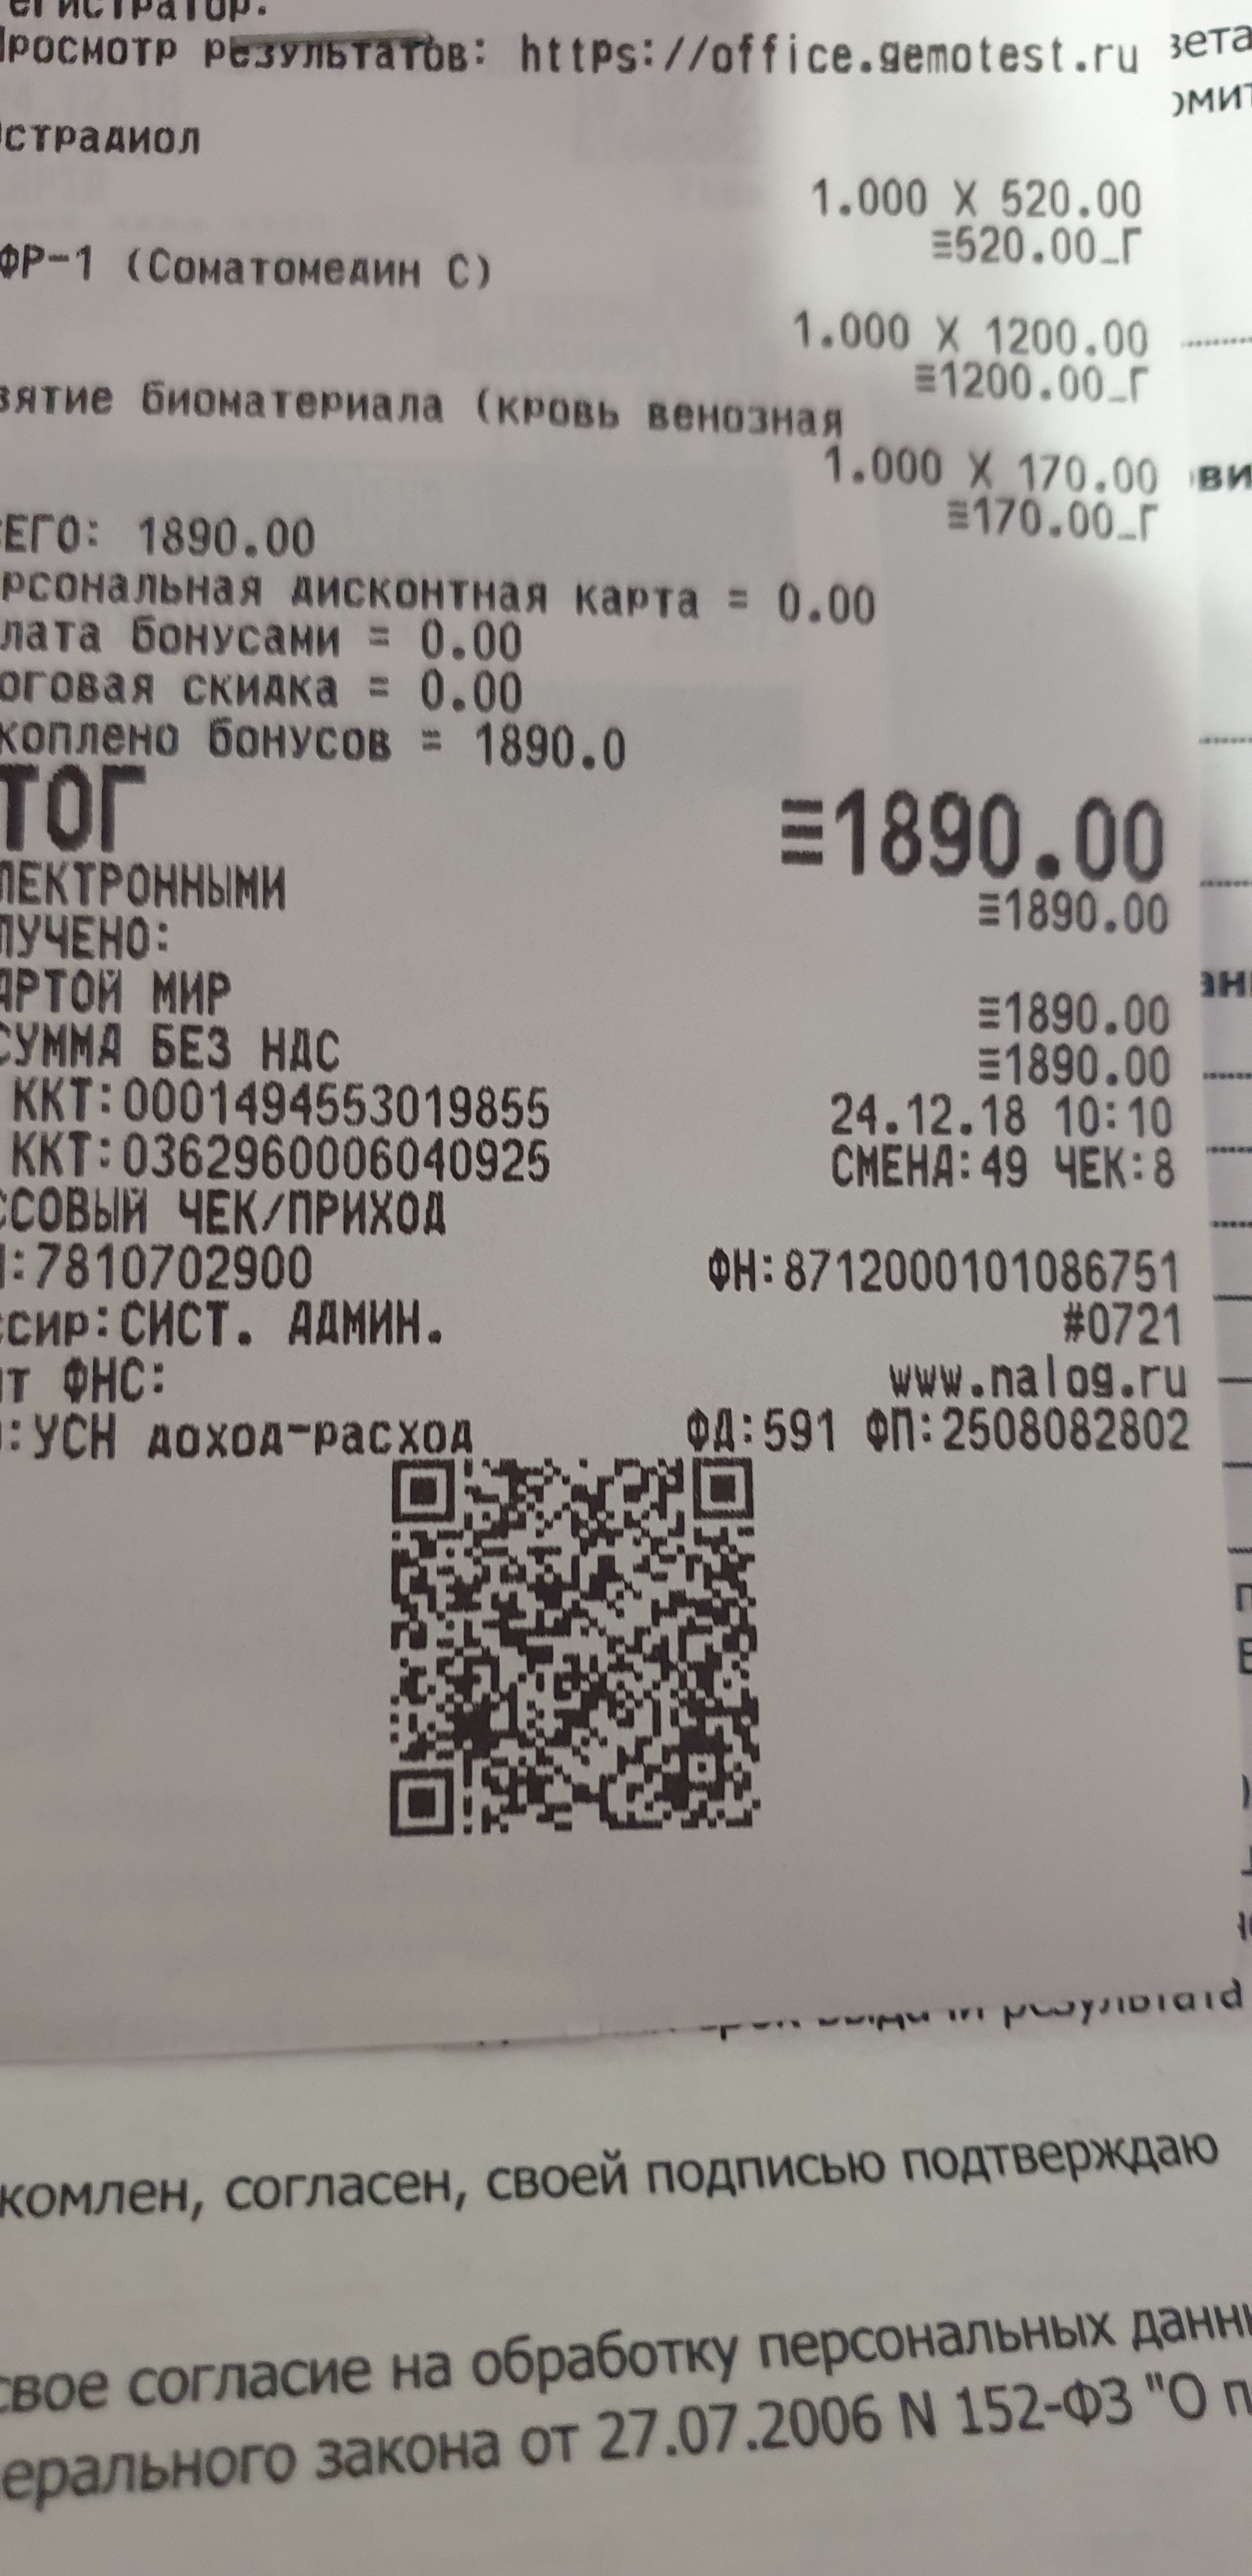 Просмотр результатов: https://office.gemotest.ru
страдиол
1.000 X 520.00
≡520.00_Г
ФР-1 (Соматомедин С)
1.000 X 1200.00
≡1200.00_Г
зятие биоматериала (кровь венозная
1.000 X 170.00
≡170.00_Г
ЕГО: 1890.00
рсональная дисконтная карта = 0.00
лата бонусами = 0.00
оговая скидка = 0.00
коплено бонусов = 1890.0
ТОГ ≡1890.00
ЛЕКТРОННЫМИ ≡1890.00
ЛУЧЕНО:
АРТОЙ МИР ≡1890.00
СУММА БЕЗ НДС ≡1890.00
ККТ:0001494553019855 24.12.18 10:10
ККТ:0362960006040925 СМЕНА:49 ЧЕК:8
ССОВЫЙ ЧЕК/ПРИХОД
:7810702900 ФН:8712000101086751
ссир:СИСТ. АДМИН. #0721
т ФНС: www.nalog.ru
:УСН доход-расход ФД:591 ФП:2508082802
комлен, согласен, своей подписью подтверждаю
свое согласие на обработку персональных данн
ерального закона от 27.07.2006 N 152-ФЗ "О п